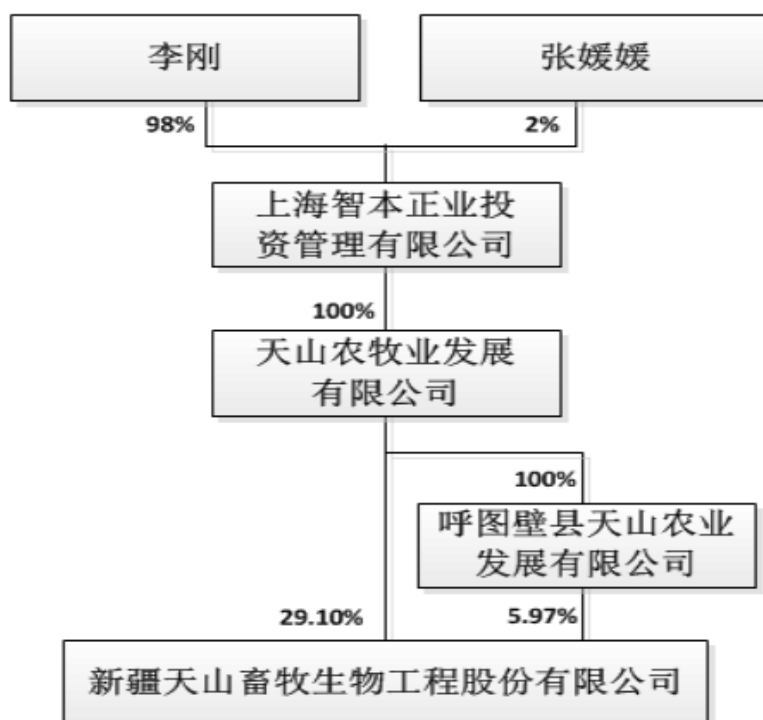 李刚
张媛媛
98%
2%
上海智本正业投
资管理有限公司
100%
天山农牧业发展
有限公司
100%
呼图壁县天山农业
发展有限公司
29.10%
5.97%
新疆天山畜牧生物工程股份有限公司